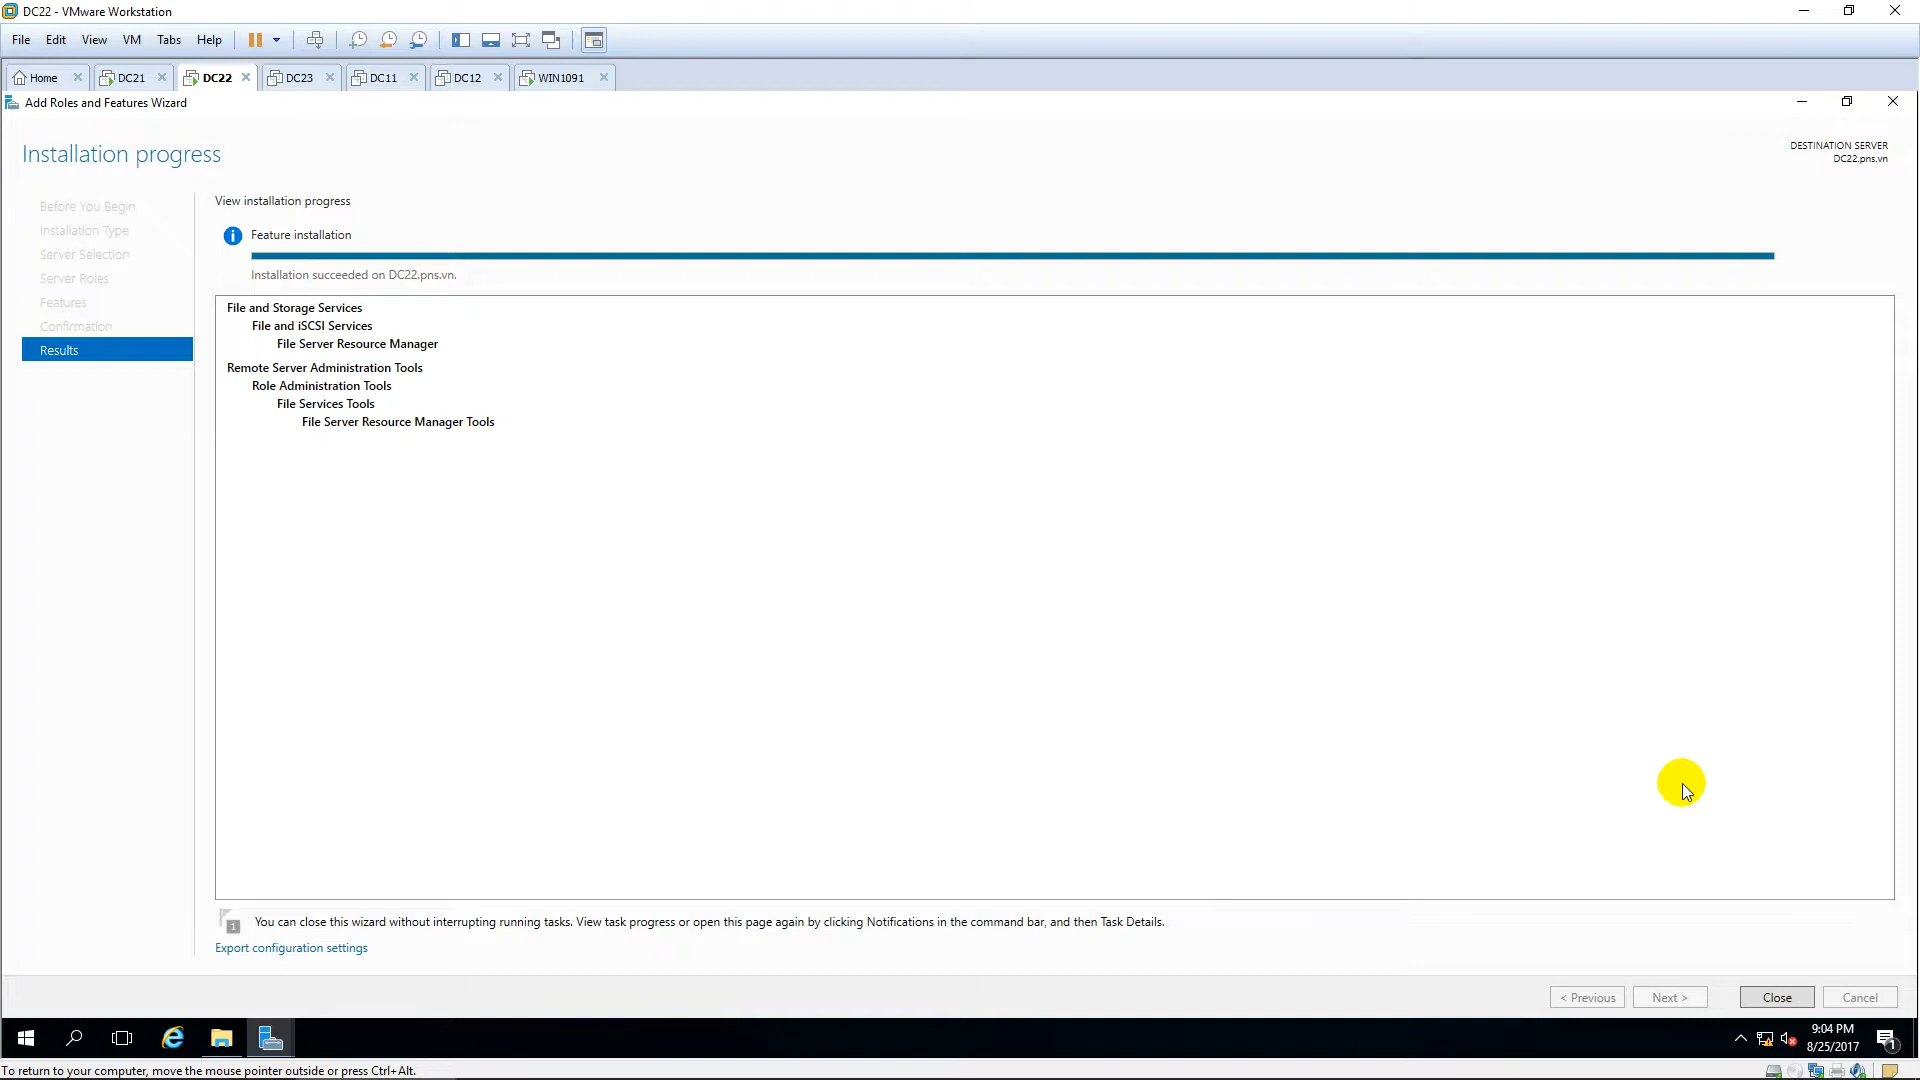 DC22 - VMware Workstation
File Edit View VM Tabs Help
Home DC21 DC22 DC23 DC11 DC12 WIN1091
Add Roles and Features Wizard
Installation progress
DESTINATION SERVER
DC22.pns.vn
Before You Begin
Installation Type
Server Selection
Server Roles
Features
Confirmation
Results
View installation progress
Feature installation
Installation succeeded on DC22.pns.vn.
File and Storage Services
File and iSCSI Services
File Server Resource Manager
Remote Server Administration Tools
Role Administration Tools
File Services Tools
File Server Resource Manager Tools
1 You can close this wizard without interrupting running tasks. View task progress or open this page again by clicking Notifications in the command bar, and then Task Details.
Export configuration settings
< Previous Next > Close Cancel
9:04 PM
8/25/2017
1
To return to your computer, move the mouse pointer outside or press Ctrl+Alt.